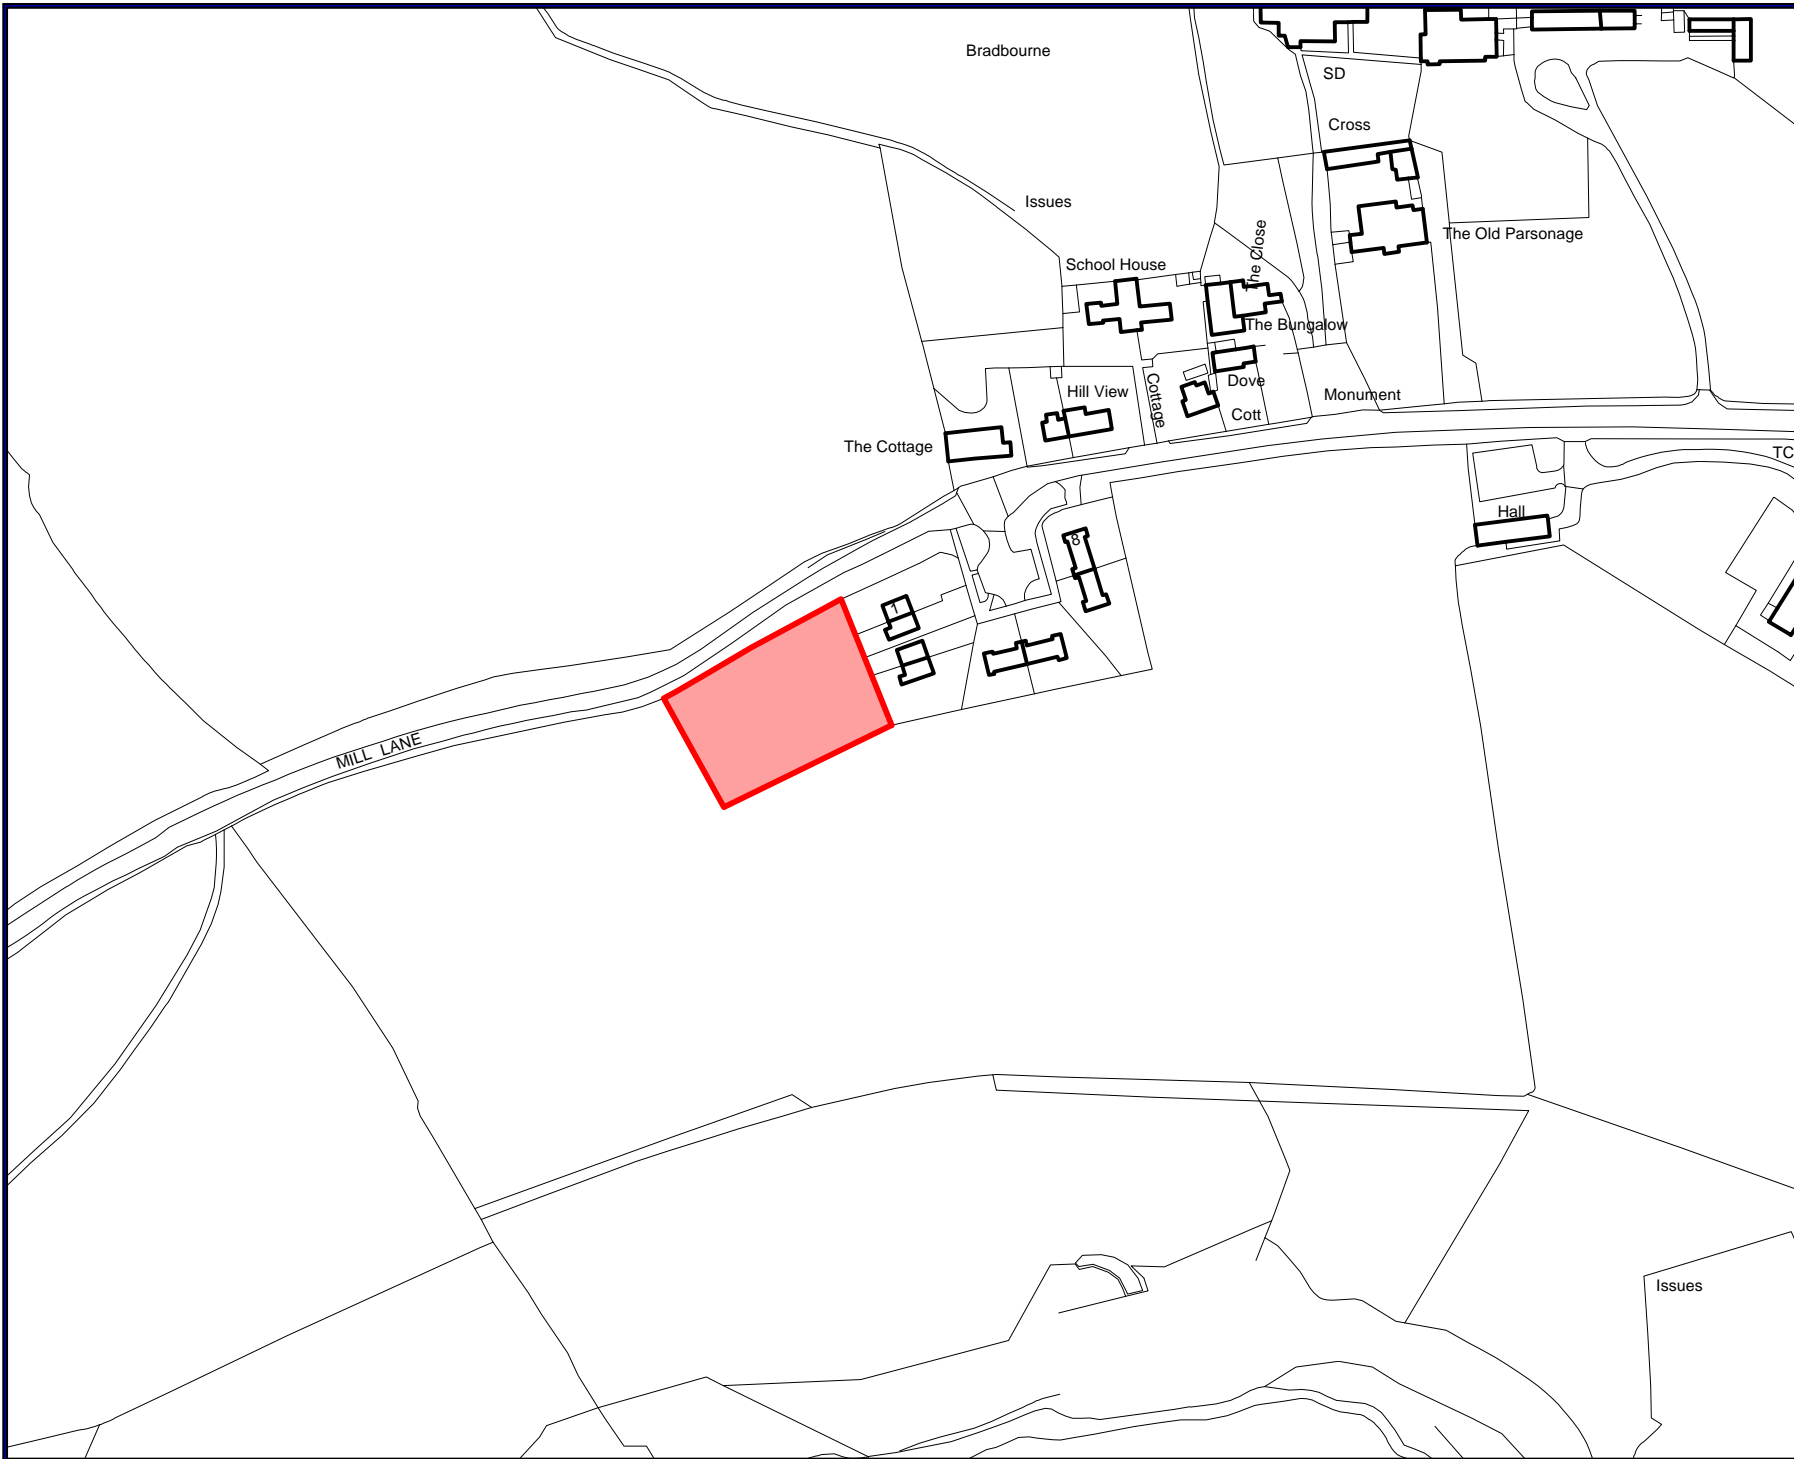 Bradbourne
SD
Cross
Issues
The Close
The Old Parsonage
School House
The Bungalow
Dove
Hill View
Cottage
Monument
Cott
The Cottage
TC
Hall
8
1
MILL LANE
Issues